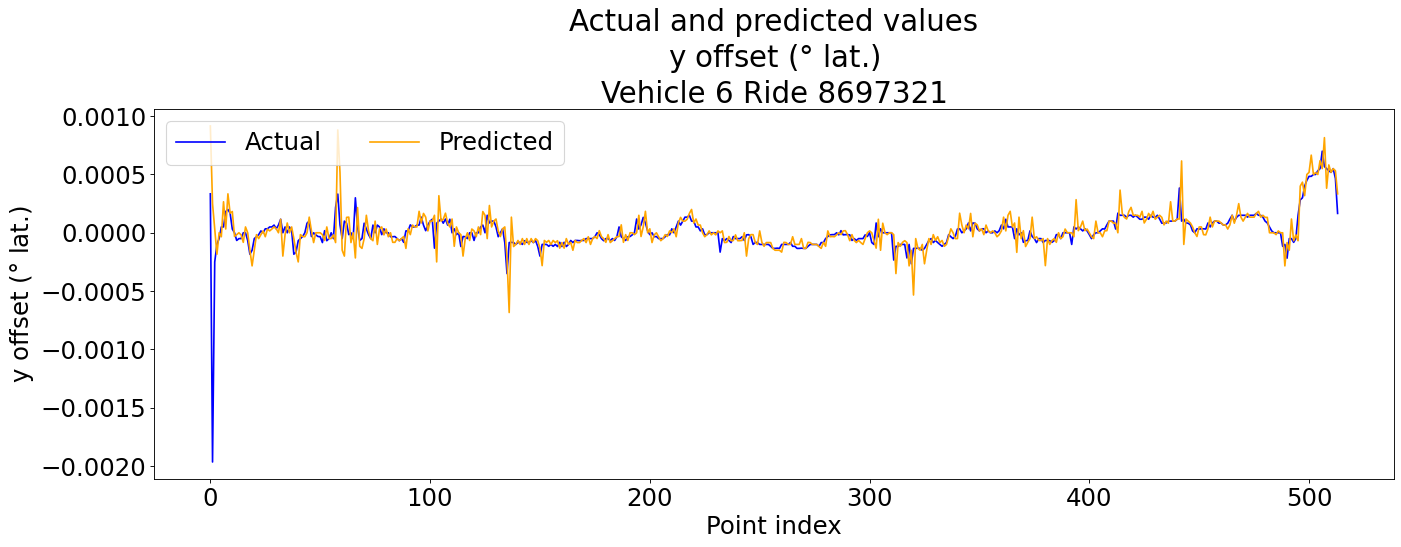 Actual and predicted values
y offset (° lat.)
Vehicle 6 Ride 8697321
Actual
Predicted
0.0010
0.0005
0.0000
−0.0005
−0.0010
−0.0015
−0.0020
y offset (° lat.)
0
100
200
300
400
500
Point index